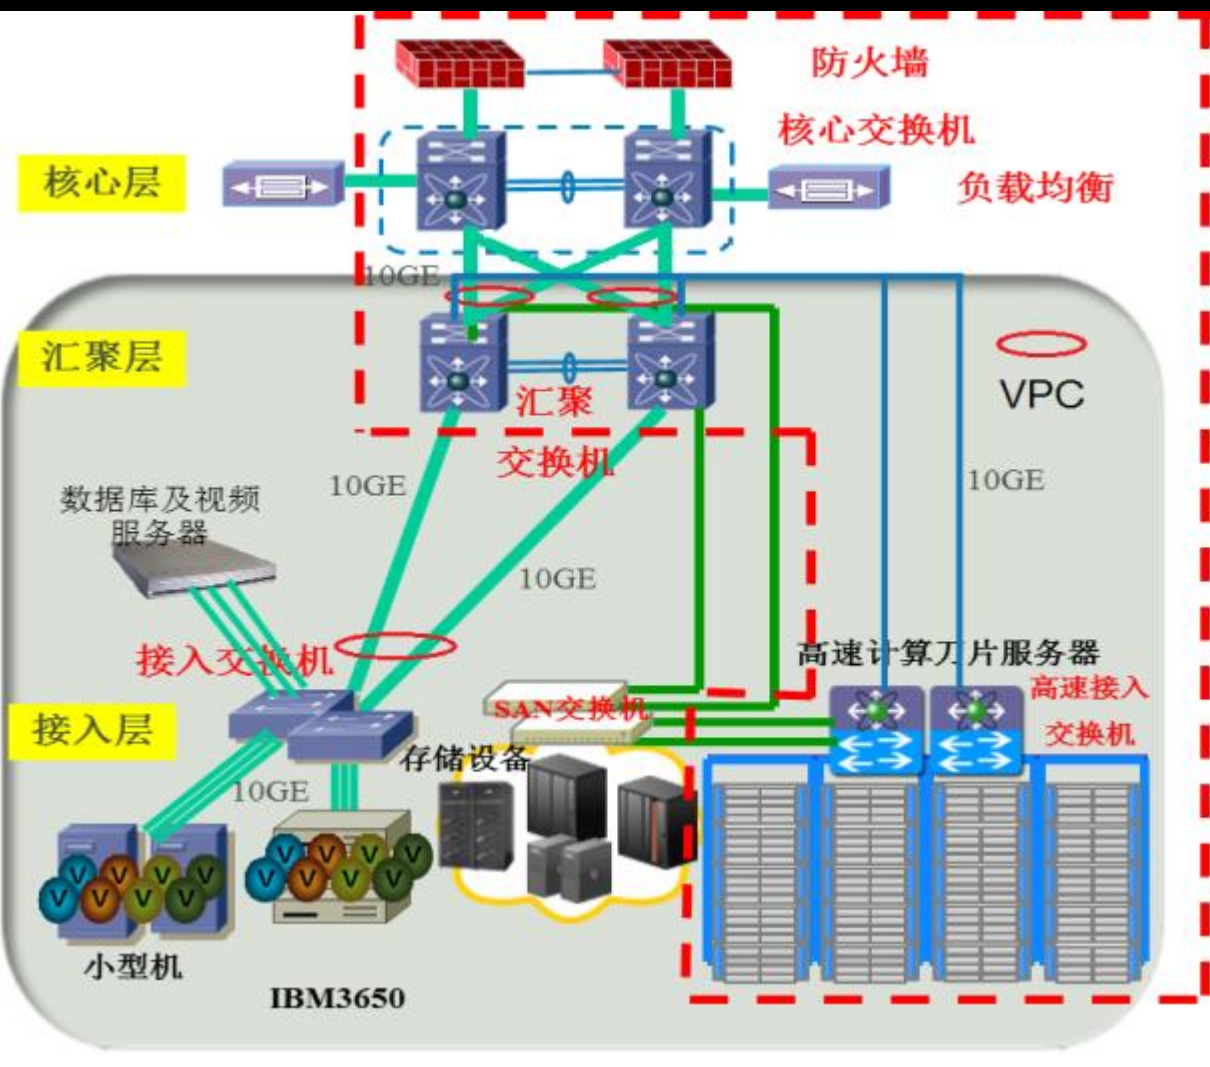 防火墙
核心交换机
核心层
负载均衡
10GE
汇聚层
VPC
汇聚
交换机
10GE
10GE
数据库及视频
服务器
10GE
接入交换机
高速计算刀片服务器
高速接入
SAN交换机
接入层
交换机
存储设备
10GE
V V V V
V V V V
V V V V
V V V V
小型机
IBM3650